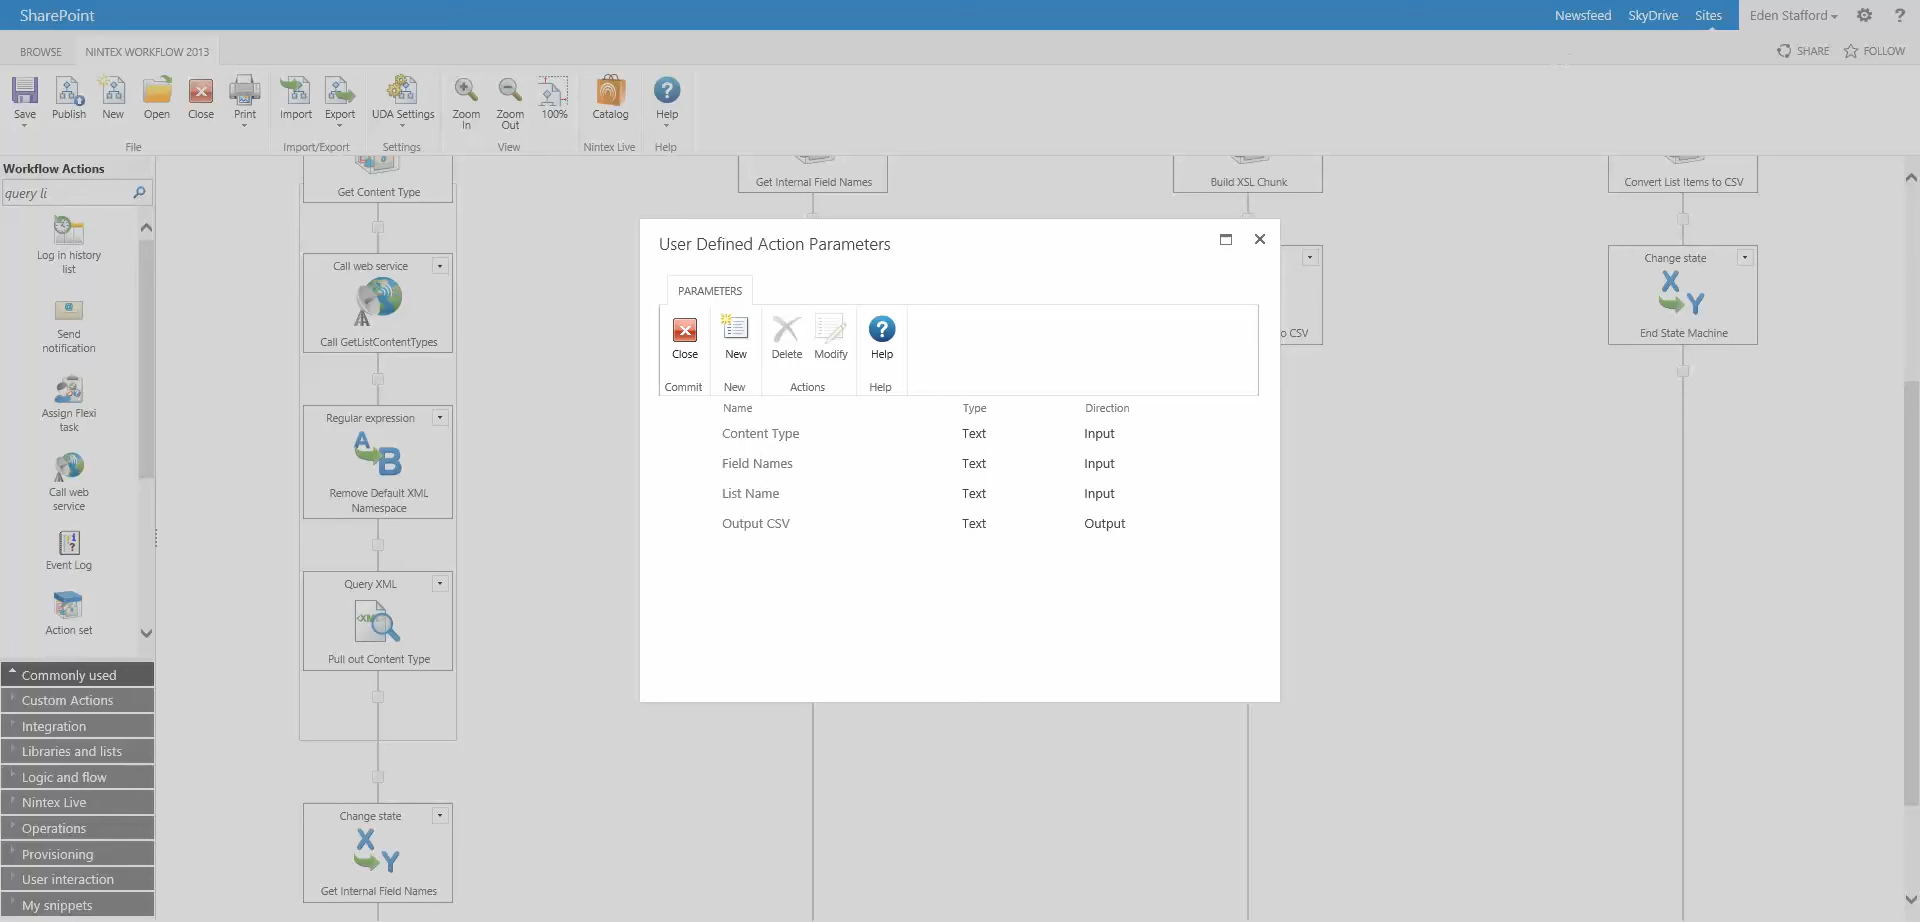 SharePoint
Newsfeed SkyDrive Sites Eden Stafford ?
BROWSE NINTEX WORKFLOW 2013
SHARE FOLLOW
Save Publish New Open Close Print Import Export UDA Settings Zoom In Zoom Out 100% Catalog Help
File Import/Export Settings View Nintex Live Help
Workflow Actions
query li
Log in history list
Send notification
Assign Flexi task
Call web service
Event Log
Action set
Commonly used
Custom Actions
Integration
Libraries and lists
Logic and flow
Nintex Live
Operations
Provisioning
User interaction
My snippets
Get Content Type
Call web service
Call GetListContentTypes
Regular expression
A B
Remove Default XML
Namespace
Query XML
Pull out Content Type
Change state
X Y
Get Internal Field Names
Get Internal Field Names
Build XSL Chunk
o CSV
Convert List Items to CSV
Change state
X Y
End State Machine
User Defined Action Parameters
PARAMETERS
Close New Delete Modify Help
Commit New Actions Help
Name Type Direction
Content Type Text Input
Field Names Text Input
List Name Text Input
Output CSV Text Output